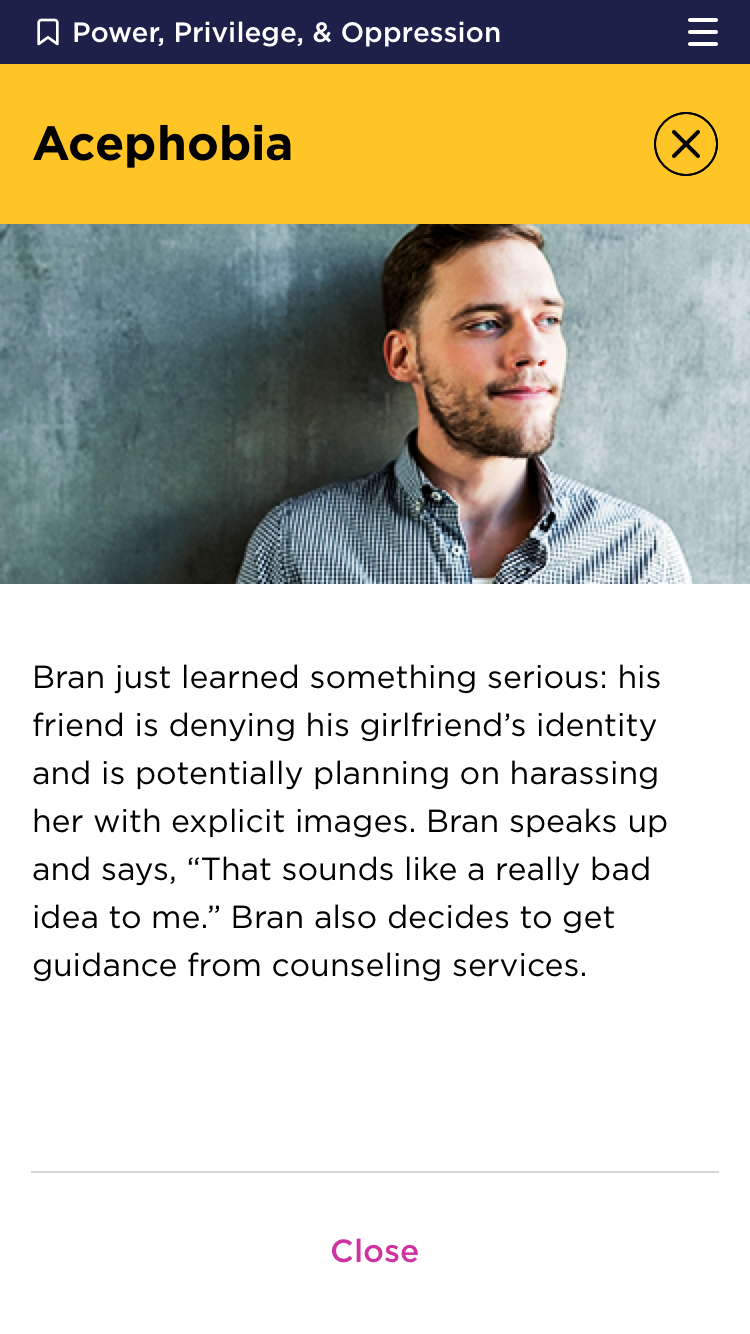 Power, Privilege, & Oppression
Acephobia
Bran just learned something serious: his
friend is denying his girlfriend’s identity
and is potentially planning on harassing
her with explicit images. Bran speaks up
and says, “That sounds like a really bad
idea to me.” Bran also decides to get
guidance from counseling services.
Close